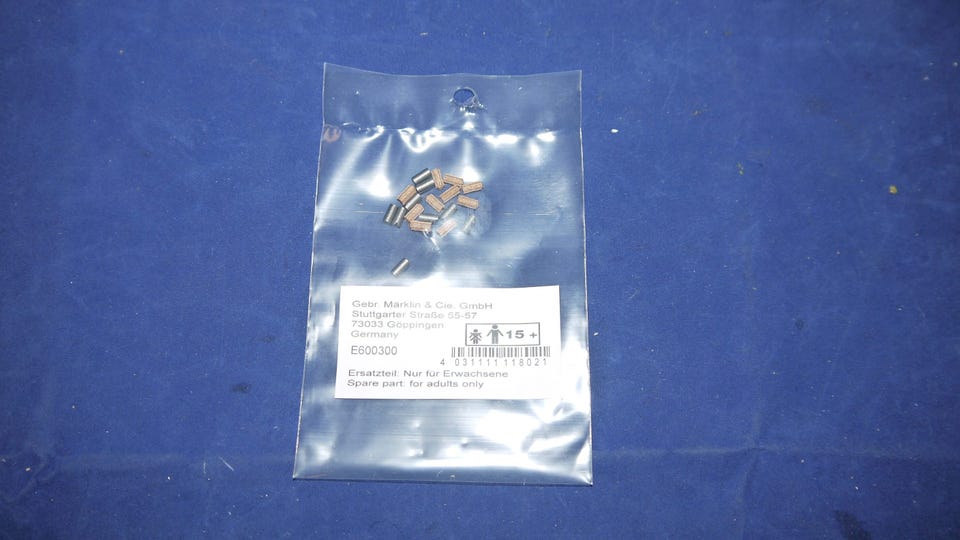 Gebr. Märklin & Cie. GmbH
Stuttgarter Straße 55-57
73033 Göppingen
Germany
15 +
E600300
4 031111 118021
Ersatzteil: Nur für Erwachsene
Spare part: for adults only